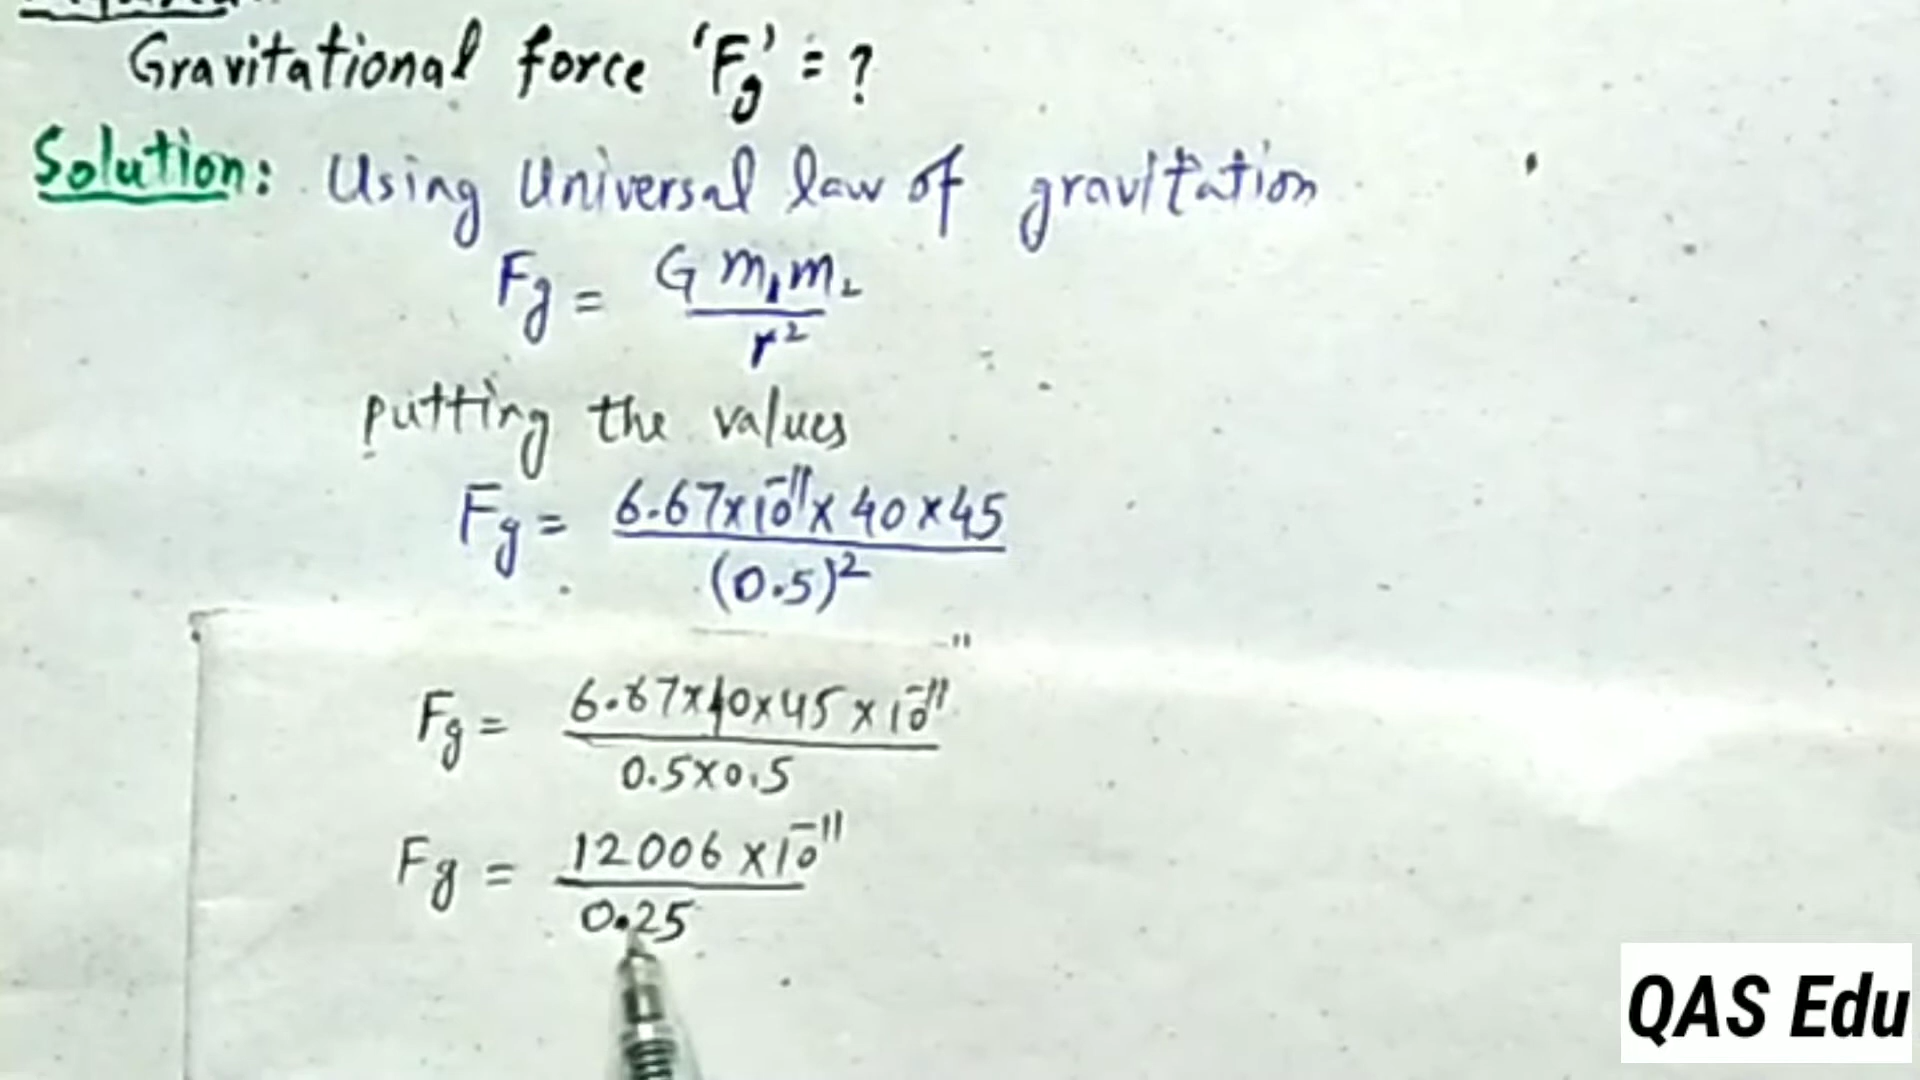 Gravitational force 'Fg' = ?
Solution: Using Universal law of gravitation
Fg = G m₁m₂ / r²
putting the values
Fg = 6.67×10⁻¹¹× 40×45 / (0.5)²
Fg = 6.67×40×45 ×10⁻¹¹ / 0.5×0.5
Fg = 12006 ×10⁻¹¹ / 0.25
QAS Edu